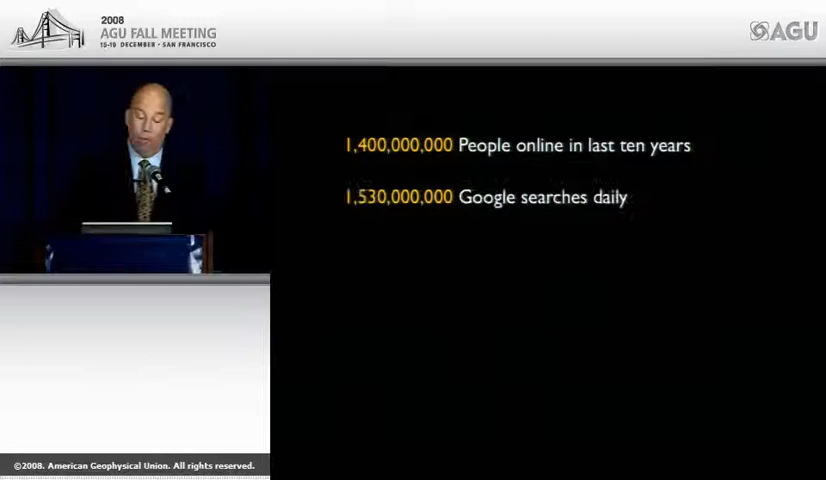 2008
AGU FALL MEETING
15-19 DECEMBER • SAN FRANCISCO
AGU
1,400,000,000 People online in last ten years
1,530,000,000 Google searches daily
©2008. American Geophysical Union. All rights reserved.